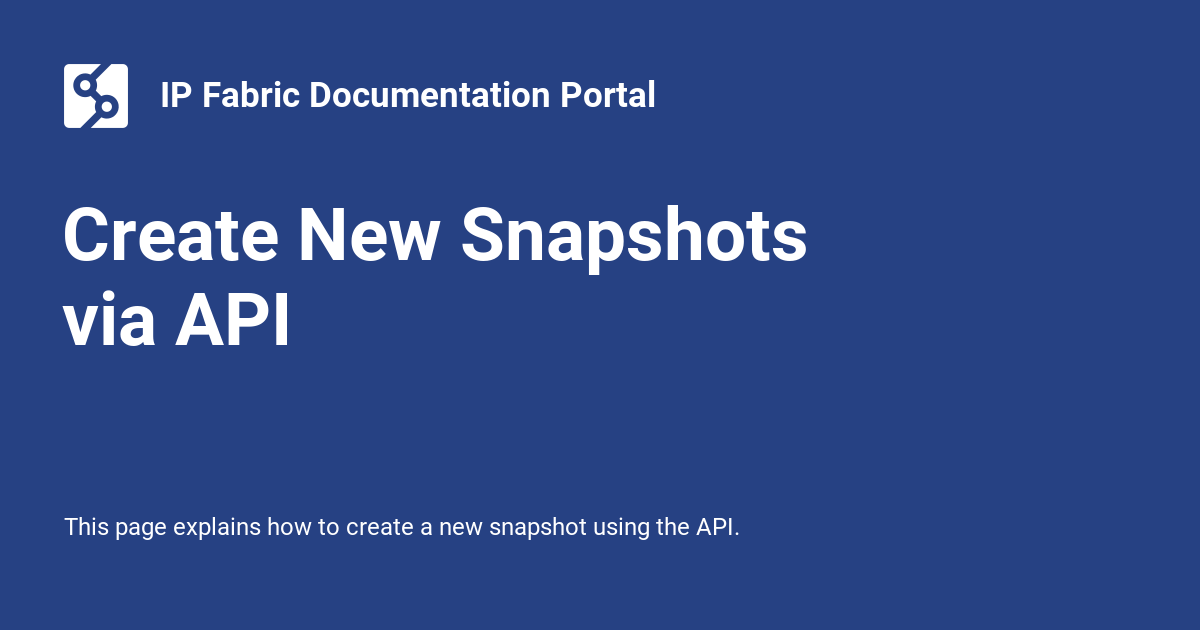 IP Fabric Documentation Portal
Create New Snapshots
via API
This page explains how to create a new snapshot using the API.